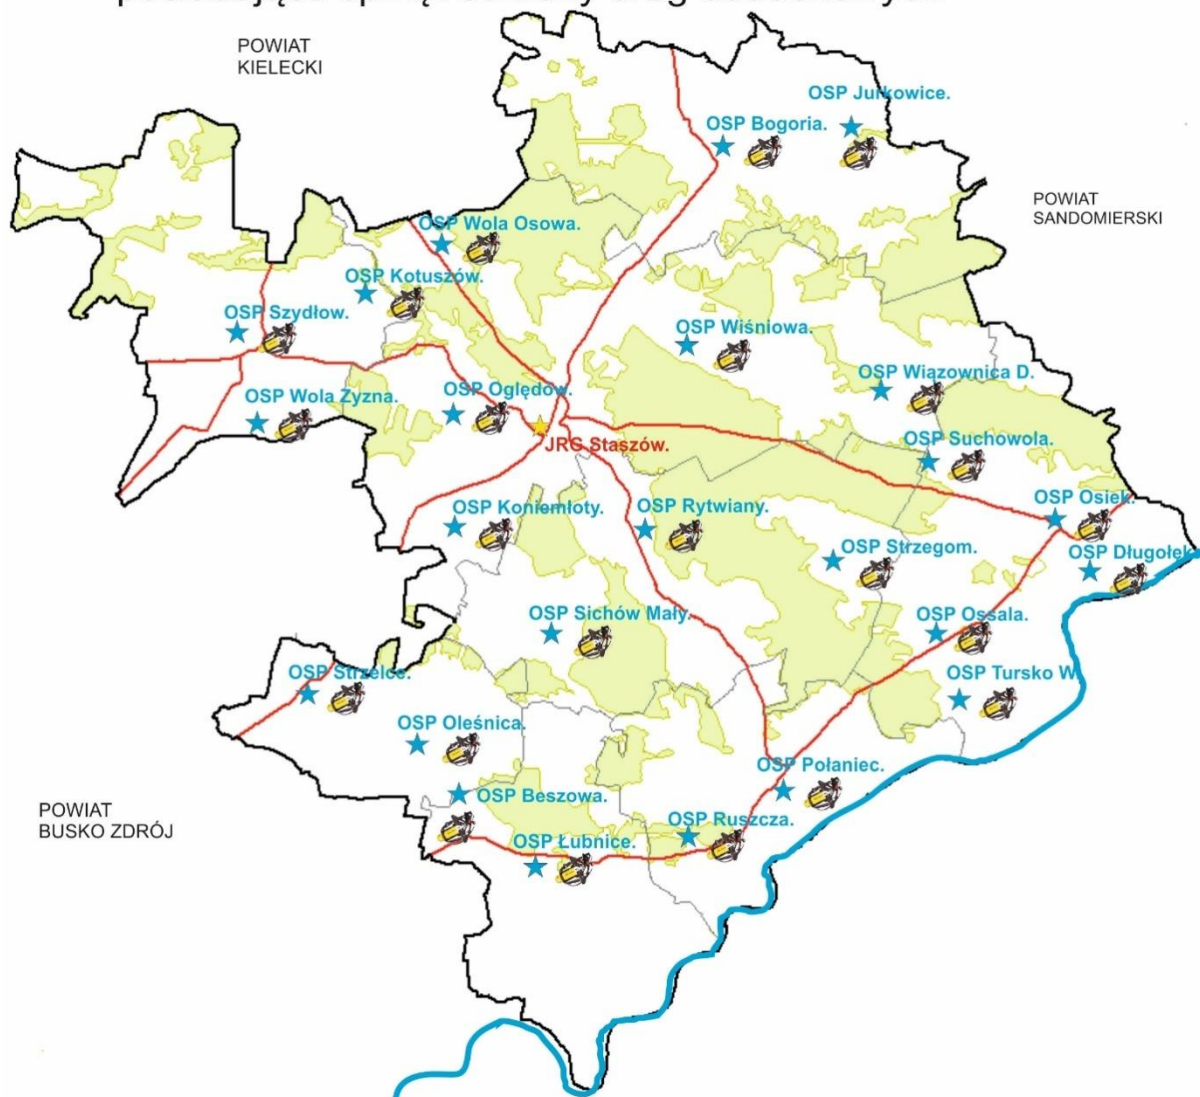 POWIAT
KIELECKI
OSP Jurkowice.
OSP Bogoria.
POWIAT
SANDOMIERSKI
OSP Wola Osowa.
OSP Kotuszów.
OSP Szydłow.
OSP Wiśniowa.
OSP Wiązownica D.
OSP Wola Żyzna.
OSP Oględów.
JRG Staszów.
OSP Suchowola.
OSP Osiek.
OSP Koniemłoty.
OSP Rytwiany.
OSP Strzegom.
OSP Długołęk
OSP Sichów Mały.
OSP Ossala.
OSP Strzelce.
OSP Tursko W.
OSP Oleśnica.
OSP Połaniec.
OSP Beszowa.
POWIAT
BUSKO ZDRÓJ
OSP Ruszcza.
OSP Łubnice.